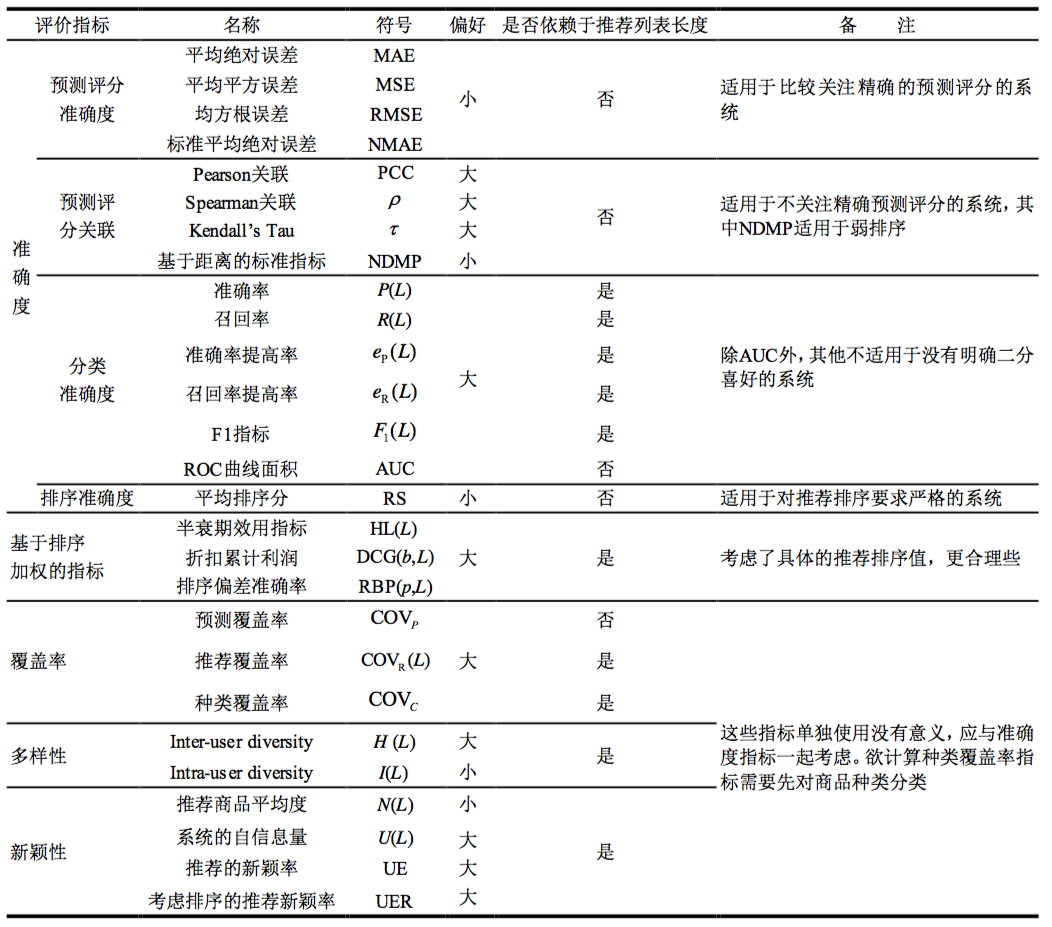 评价指标 名称 符号 偏好 是否依赖于推荐列表长度 备 注
准确度
预测评分准确度
平均绝对误差 MAE
平均平方误差 MSE
均方根误差 RMSE
标准平均绝对误差 NMAE
小
否
适用于比较关注精确的预测评分的系
统
预测评
分关联
Pearson关联 PCC 大
Spearman关联 ρ 大
Kendall's Tau τ 大
基于距离的标准指标 NDMP 小
否
适用于不关注精确预测评分的系统，其
中NDMP适用于弱排序
分类
准确度
准确率 P(L) 是
召回率 R(L) 是
准确率提高率 eP(L) 是
召回率提高率 eR(L) 是
F1指标 F1(L) 是
ROC曲线面积 AUC 否
大
除AUC外，其他不适用于没有明确二分
喜好的系统
排序准确度 平均排序分 RS 小 否 适用于对推荐排序要求严格的系统
基于排序
加权的指标
半衰期效用指标 HL(L)
折扣累计利润 DCG(b,L)
排序偏差准确率 RBP(p,L)
大
是
考虑了具体的推荐排序值，更合理些
覆盖率
预测覆盖率 COVP 否
推荐覆盖率 COVR(L) 大 是
种类覆盖率 COVC 是
多样性
Inter-user diversity H(L) 大
Intra-user diversity I(L) 小
是
这些指标单独使用没有意义，应与准确
度指标一起考虑。欲计算种类覆盖率指
标需要先对商品种类分类
新颖性
推荐商品平均度 N(L) 小
系统的自信息量 U(L) 大
推荐的新颖率 UE 大
考虑排序的推荐新颖率 UER 大
是